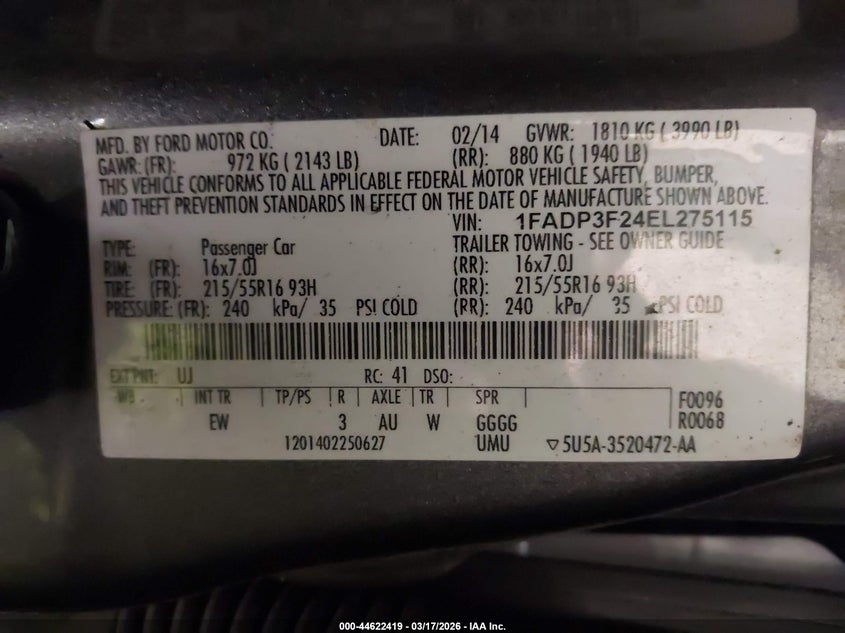 MFD. BY FORD MOTOR CO. DATE: 02/14 GVWR: 1810 KG ( 3990 LB)
GAWR: (FR): 972 KG ( 2143 LB) (RR): 880 KG ( 1940 LB)
THIS VEHICLE CONFORMS TO ALL APPLICABLE FEDERAL MOTOR VEHICLE SAFETY, BUMPER,
AND THEFT PREVENTION STANDARDS IN EFFECT ON THE DATE OF MANUFACTURE SHOWN ABOVE.
VIN: 1FADP3F24EL275115
TYPE: Passenger Car TRAILER TOWING - SEE OWNER GUIDE
RIM: (FR): 16x7.0J (RR): 16x7.0J
TIRE: (FR): 215/55R16 93H (RR): 215/55R16 93H
PRESSURE: (FR): 240 kPa/ 35 PSI COLD (RR): 240 kPa/ 35 PSI COLD
EXT PNT: UJ RC: 41 DSO:
WB INT TR TP/PS R AXLE TR SPR F0096
EW 3 AU W GGGG R0068
1201402250627 UMU ▽5U5A-3520472-AA
000-44622419 - 03/17/2026 - IAA Inc.